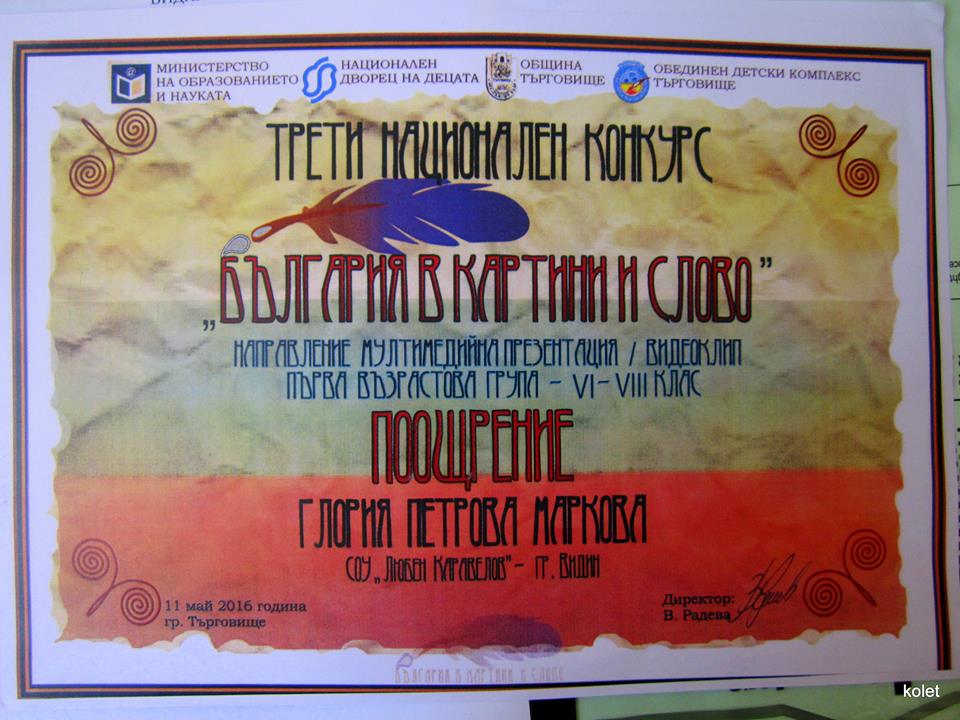 МИНИСТЕРСТВО
НА ОБРАЗОВАНИЕТО
И НАУКАТА
НАЦИОНАЛЕН
ДВОРЕЦ НА ДЕЦАТА
ОБЩИНА
ТЪРГОВИЩЕ
ОБЕДИНЕН ДЕТСКИ КОМПЛЕКС
ТЪРГОВИЩЕ
ТРЕТИ НАЦИОНАЛЕН КОНКУРС
„БЪЛГАРИЯ В КАРТИНИ И СЛОВО”
НАПРАВЛЕНИЕ МУЛТИМЕДИЙНА ПРЕЗЕНТАЦИЯ / ВИДЕОКЛИП
ПЪРВА ВЪЗРАСТОВА ГРУПА - VI - VIII КЛАС
ПООЩРЕНИЕ
ГЛОРИЯ ПЕТРОВА МАРКОВА
СОУ „ЛЮБЕН КАРАВЕЛОВ” - ГР. ВИДИН
11 май 2016 година
гр. Търговище
Директор:
В. Радева
БЪЛГАРИЯ В КАРТИНИ И СЛОВО
kolet